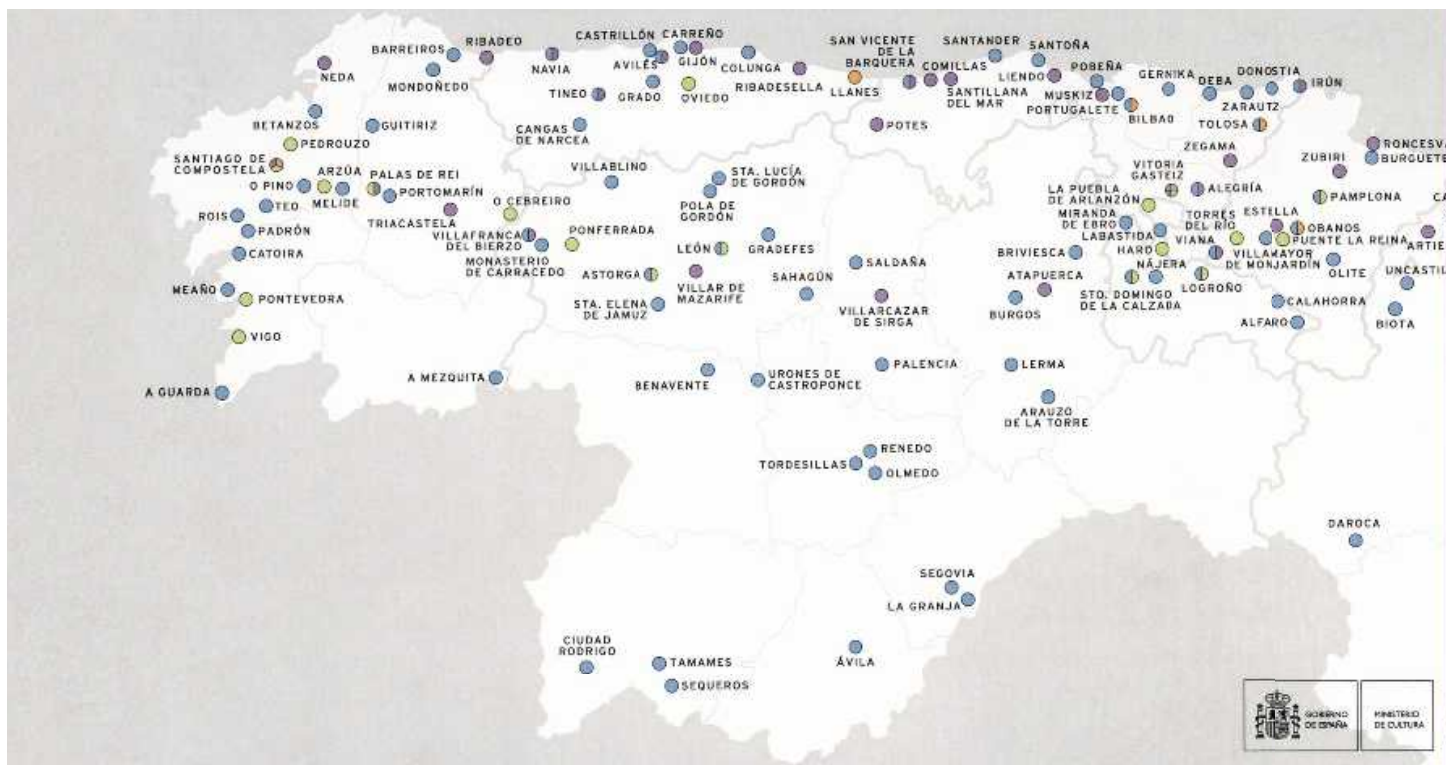 CASTRILLÓN
CARREÑO
RIBADEO
BARREIROS
NEDA
MONDOÑEDO
NAVIA
AVILÉS
GIJÓN
COLUNGA
SAN VICENTE
DE LA
BARQUERA
SANTANDER
SANTOÑA
COMILLAS
LIENDO
POBEÑA
GERNIKA
DEBA
DONOSTIA
IRÚN
TINEO
GRADO
OVIEDO
RIBADESELLA
LLANES
SANTILLANA
DEL MAR
MUSKIZ
PORTUGALETE
BILBAO
ZARAUTZ
TOLOSA
BETANZOS
GUITIRIZ
CANGAS
DE NARCEA
POTES
PEDROUZO
ZEGAMA
RONCESVA
BURGUETE
SANTIAGO DE
COMPOSTELA
ARZÚA
PALAS DE REI
VILLABLINO
STA. LUCÍA
DE GORDÓN
VITORIA
GASTEIZ
ZUBIRI
O PINO
MELIDE
PORTOMARÍN
POLA DE
GORDÓN
LA PUEBLA
DE ARLANZÓN
ALEGRÍA
PAMPLONA
CA
TEO
ROIS
TRIACASTELA
O CEBREIRO
MIRANDA
DE EBRO
TORRES
DEL RÍO
ESTELLA
OBANOS
PADRÓN
VILLAFRANCA
DEL BIERZO
PONFERRADA
LEÓN
GRADEFES
LABASTIDA
VIANA
PUENTE LA REINA
ARTIE
CATOIRA
MONASTERIO
DE CARRACEDO
BRIVIESCA
HARO
VILLAMAYOR
DE MONJARDÍN
ASTORGA
VILLAR DE
MAZARIFE
SAHAGÚN
SALDAÑA
ATAPUERCA
NÁJERA
OLITE
UNCASTIL
MEAÑO
PONTEVEDRA
STA. ELENA
DE JAMUZ
VILLARCAZAR
DE SIRGA
BURGOS
STO. DOMINGO
DE LA CALZADA
LOGROÑO
CALAHORRA
VIGO
ALFARO
BIOTA
A GUARDA
A MEZQUITA
BENAVENTE
URONES DE
CASTROPONCE
PALENCIA
LERMA
ARAUZO
DE LA TORRE
RENEDO
TORDESILLAS
OLMEDO
DAROCA
SEGOVIA
LA GRANJA
CIUDAD
RODRIGO
TAMAMES
SEQUEROS
ÁVILA
GOBIERNO
DE ESPAÑA
MINISTERIO
DE CULTURA